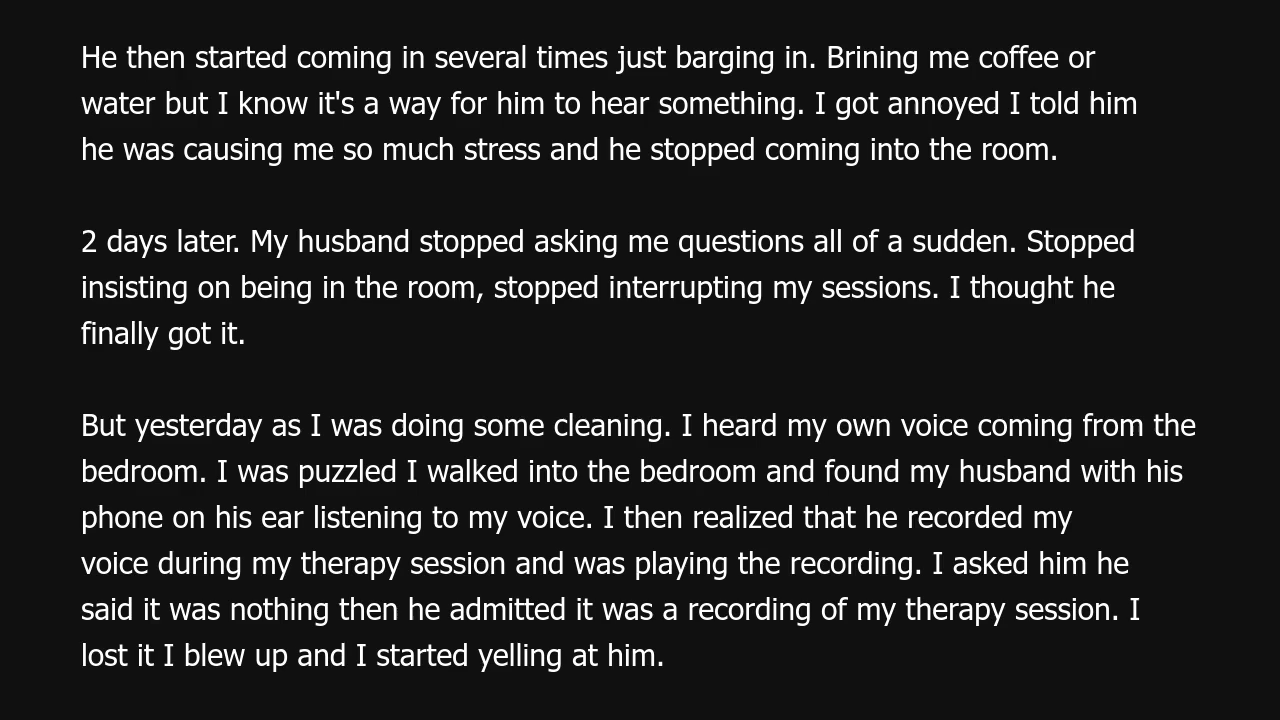 He then started coming in several times just barging in. Brining me coffee or
water but I know it's a way for him to hear something. I got annoyed I told him
he was causing me so much stress and he stopped coming into the room.
2 days later. My husband stopped asking me questions all of a sudden. Stopped
insisting on being in the room, stopped interrupting my sessions. I thought he
finally got it.
But yesterday as I was doing some cleaning. I heard my own voice coming from the
bedroom. I was puzzled I walked into the bedroom and found my husband with his
phone on his ear listening to my voice. I then realized that he recorded my
voice during my therapy session and was playing the recording. I asked him he
said it was nothing then he admitted it was a recording of my therapy session. I
lost it I blew up and I started yelling at him.